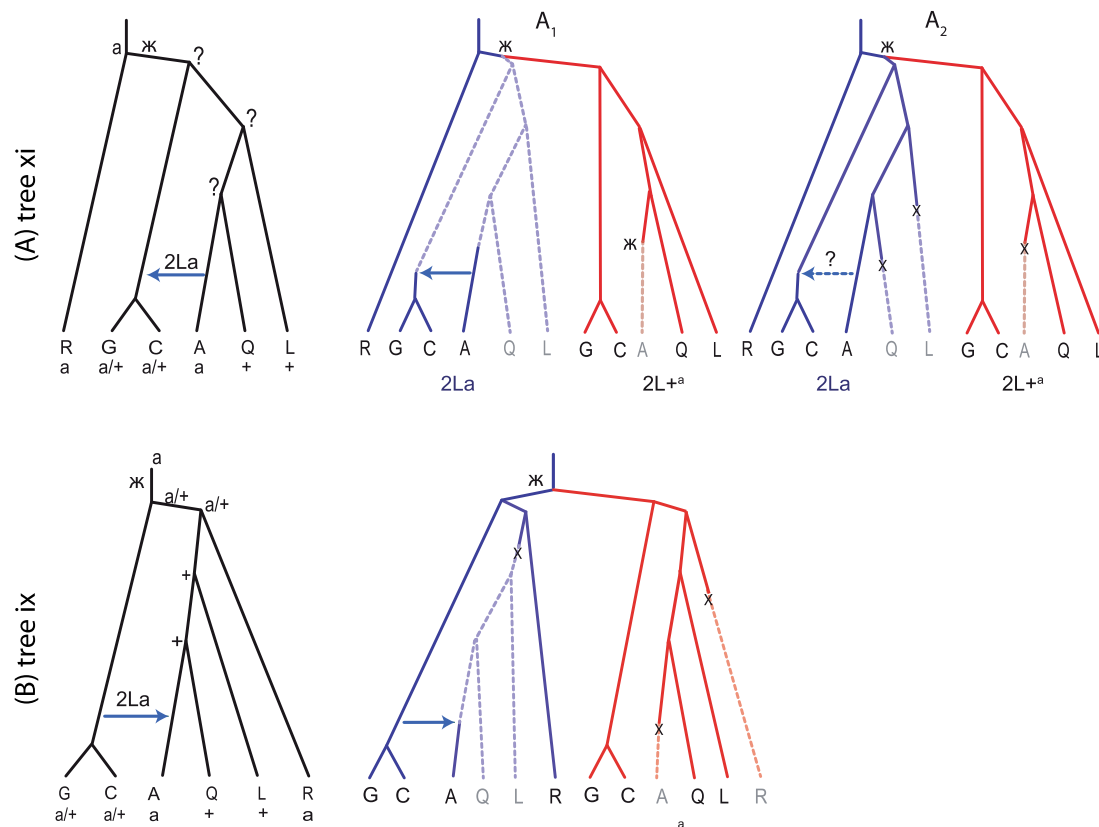 A₁ A₂
a ж ? ж ж
?
?
(A) tree xi
ж x
x x
2La ?
R G C A Q L R G C A Q L G C A Q L R G C A Q L G C A Q L
a a/+ a/+ a + + 2La 2L+ᵃ 2La 2L+ᵃ
a
ж a/+ a/+ ж
x
+
x
+
(B) tree ix
2La x
G C A Q L R G C A Q L R G C A Q L R
a/+ a/+ a + + a
a